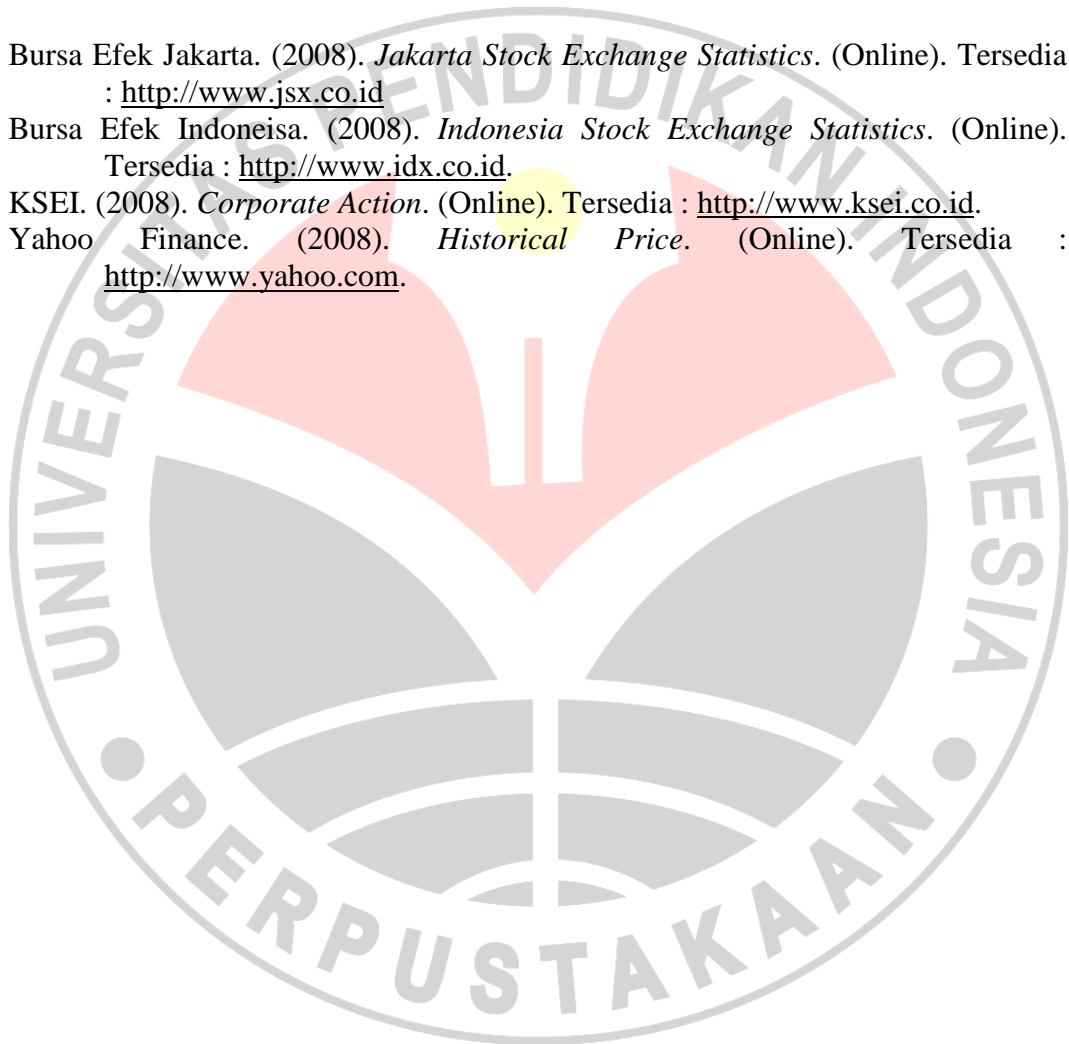 Bursa Efek Jakarta. (2008). Jakarta Stock Exchange Statistics. (Online). Tersedia
: http://www.jsx.co.id
Bursa Efek Indoneisa. (2008). Indonesia Stock Exchange Statistics. (Online).
Tersedia : http://www.idx.co.id.
KSEI. (2008). Corporate Action. (Online). Tersedia : http://www.ksei.co.id.
Yahoo Finance. (2008). Historical Price. (Online). Tersedia :
http://www.yahoo.com.
UNIVERSITAS PENDIDIKAN INDONESIA
PERPUSTAKAAN